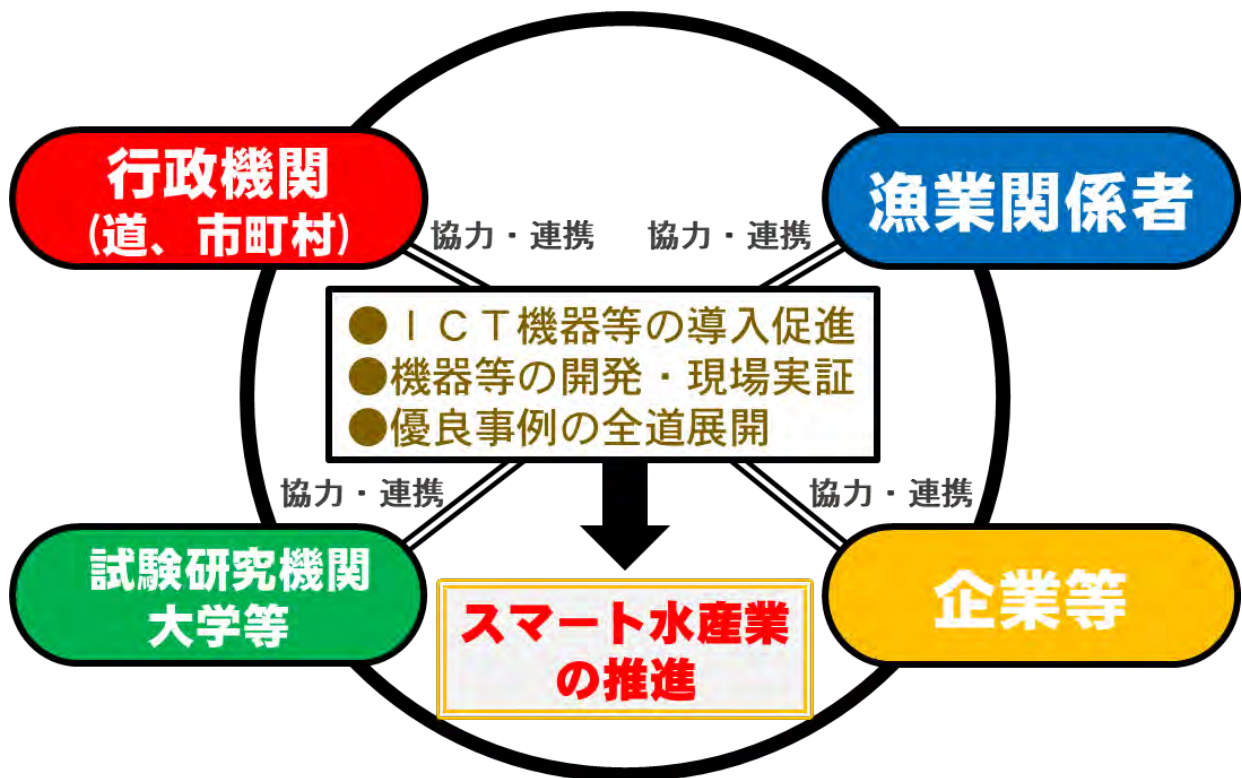 行政機関
(道、市町村)
漁業関係者
協力・連携
協力・連携
●ＩＣＴ機器等の導入促進
●機器等の開発・現場実証
●優良事例の全道展開
協力・連携
協力・連携
試験研究機関
大学等
企業等
スマート水産業
の推進